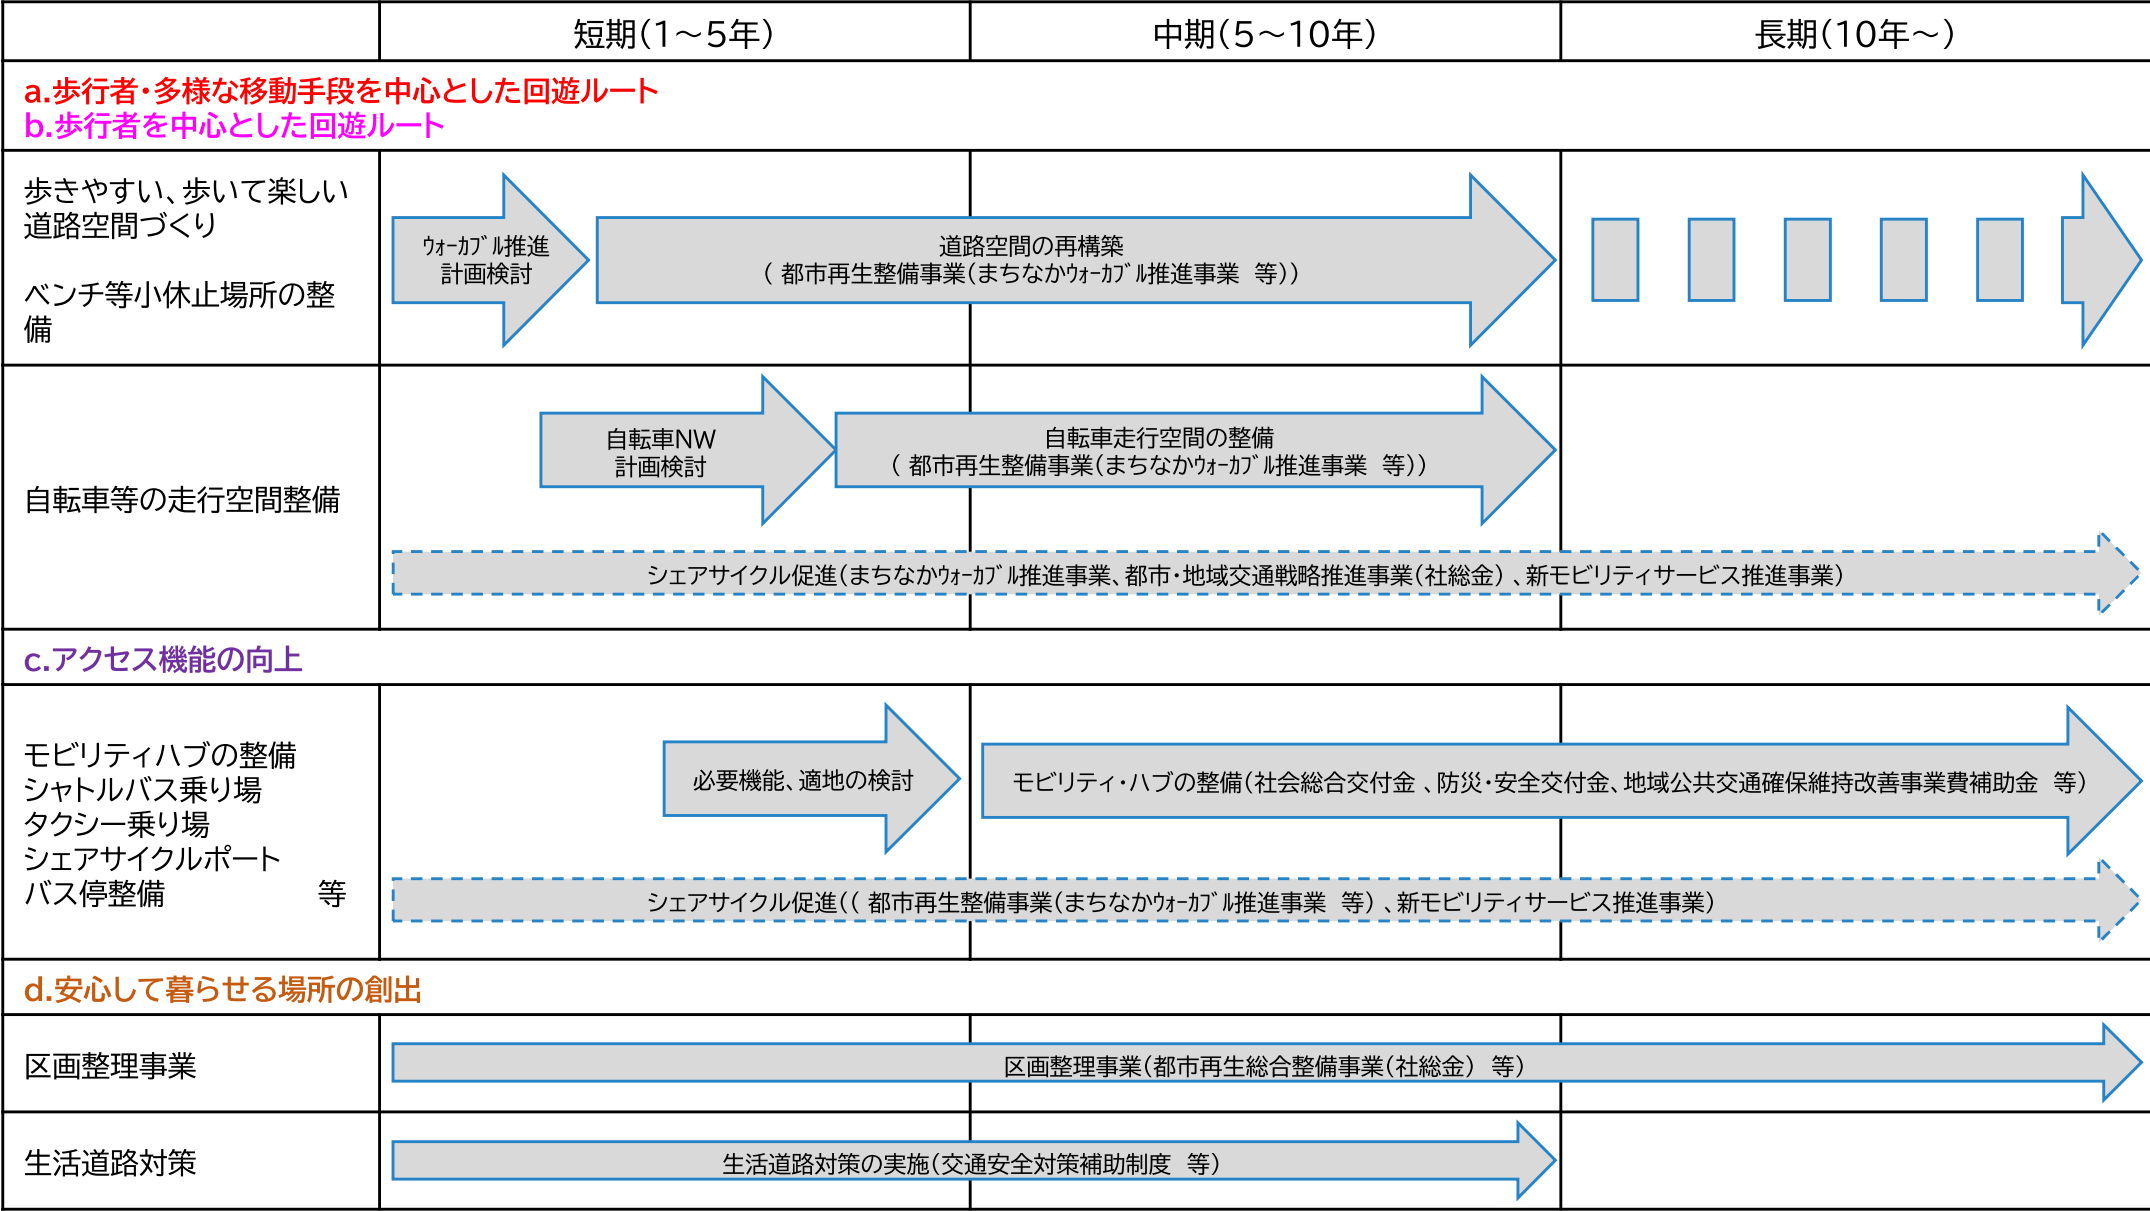 短期(1～5年)
中期(5～10年)
長期(10年～)
a.歩行者・多様な移動手段を中心とした回遊ルート
b.歩行者を中心とした回遊ルート
歩きやすい、歩いて楽しい
道路空間づくり
ベンチ等小休止場所の整
備
ｳｫｰｶﾌﾞﾙ推進
計画検討
道路空間の再構築
( 都市再生整備事業(まちなかｳｫｰｶﾌﾞﾙ推進事業　等))
自転車等の走行空間整備
自転車NW
計画検討
自転車走行空間の整備
( 都市再生整備事業(まちなかｳｫｰｶﾌﾞﾙ推進事業　等))
シェアサイクル促進(まちなかｳｫｰｶﾌﾞﾙ推進事業、都市・地域交通戦略推進事業(社総金) 、新モビリティサービス推進事業)
c.アクセス機能の向上
モビリティハブの整備
シャトルバス乗り場
タクシー乗り場
シェアサイクルポート
バス停整備　　　　　等
必要機能、適地の検討
モビリティ・ハブの整備(社会総合交付金 、防災・安全交付金、地域公共交通確保維持改善事業費補助金　等)
シェアサイクル促進(( 都市再生整備事業(まちなかｳｫｰｶﾌﾞﾙ推進事業　等) 、新モビリティサービス推進事業)
d.安心して暮らせる場所の創出
区画整理事業
区画整理事業(都市再生総合整備事業(社総金)　等)
生活道路対策
生活道路対策の実施(交通安全対策補助制度　等)